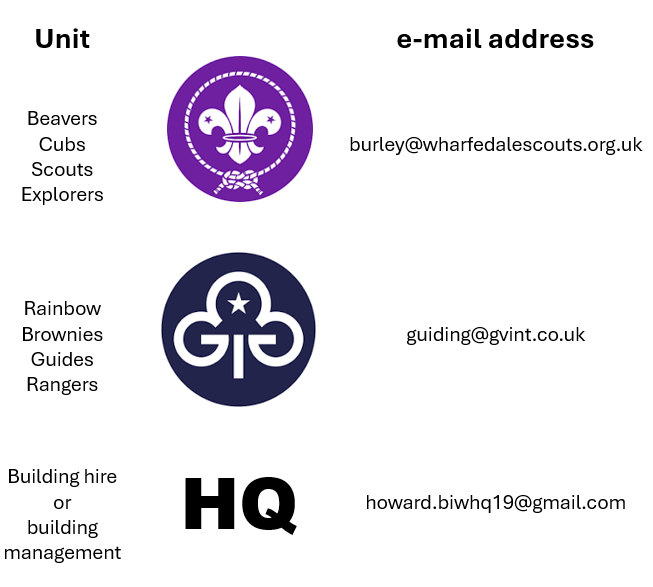 Unit
e-mail address
Beavers
Cubs
Scouts
Explorers
burley@wharfedalescouts.org.uk
Rainbow
Brownies
Guides
Rangers
guiding@gvint.co.uk
Building hire
or
building
management
HQ
howard.biwhq19@gmail.com